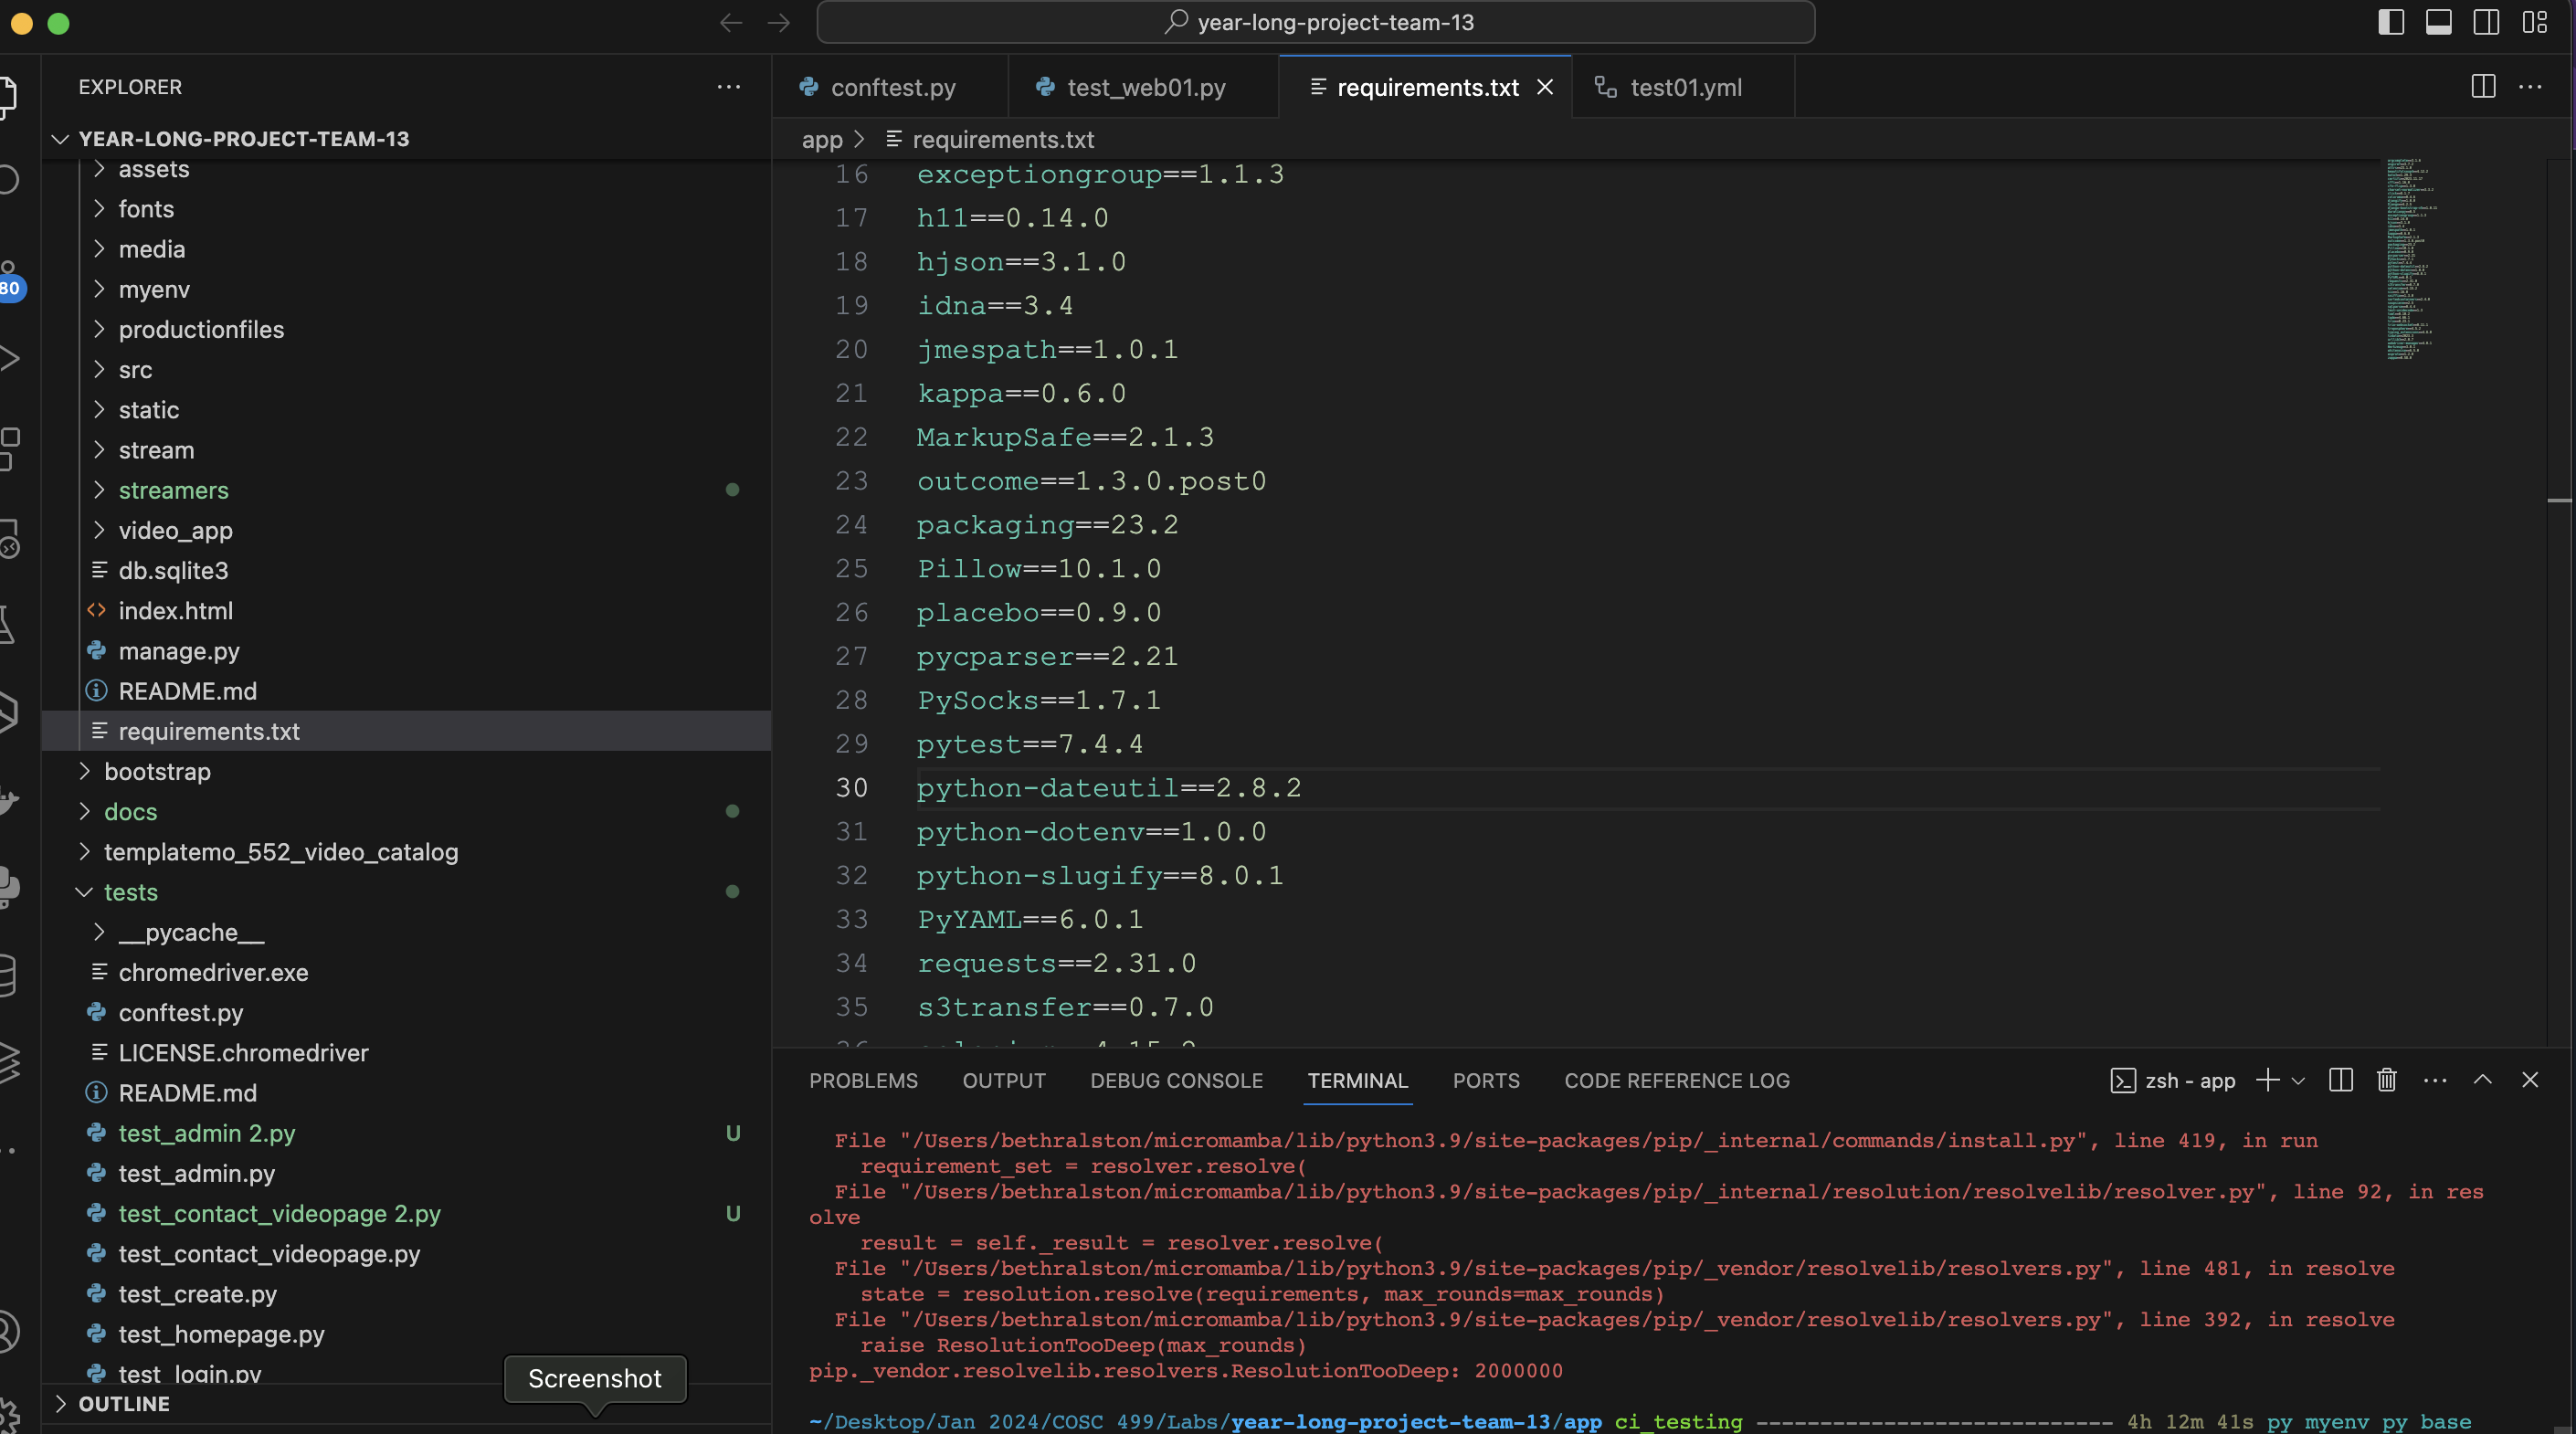 year-long-project-team-13
EXPLORER
YEAR-LONG-PROJECT-TEAM-13
assets
fonts
media
myenv
productionfiles
src
static
stream
streamers
video_app
db.sqlite3
index.html
manage.py
README.md
requirements.txt
bootstrap
docs
templatemo_552_video_catalog
tests
__pycache__
chromedriver.exe
conftest.py
LICENSE.chromedriver
README.md
test_admin 2.py U
test_admin.py
test_contact_videopage 2.py U
test_contact_videopage.py
test_create.py
test_homepage.py
test_login.py
OUTLINE
Screenshot
80
conftest.py
test_web01.py
requirements.txt
test01.yml
app > requirements.txt
16 exceptiongroup==1.1.3
17 h11==0.14.0
18 hjson==3.1.0
19 idna==3.4
20 jmespath==1.0.1
21 kappa==0.6.0
22 MarkupSafe==2.1.3
23 outcome==1.3.0.post0
24 packaging==23.2
25 Pillow==10.1.0
26 placebo==0.9.0
27 pycparser==2.21
28 PySocks==1.7.1
29 pytest==7.4.4
30 python-dateutil==2.8.2
31 python-dotenv==1.0.0
32 python-slugify==8.0.1
33 PyYAML==6.0.1
34 requests==2.31.0
35 s3transfer==0.7.0
PROBLEMS OUTPUT DEBUG CONSOLE TERMINAL PORTS CODE REFERENCE LOG
zsh - app
File "/Users/bethralston/micromamba/lib/python3.9/site-packages/pip/_internal/commands/install.py", line 419, in run
requirement_set = resolver.resolve(
File "/Users/bethralston/micromamba/lib/python3.9/site-packages/pip/_internal/resolution/resolvelib/resolver.py", line 92, in res
olve
result = self._result = resolver.resolve(
File "/Users/bethralston/micromamba/lib/python3.9/site-packages/pip/_vendor/resolvelib/resolvers.py", line 481, in resolve
state = resolution.resolve(requirements, max_rounds=max_rounds)
File "/Users/bethralston/micromamba/lib/python3.9/site-packages/pip/_vendor/resolvelib/resolvers.py", line 392, in resolve
raise ResolutionTooDeep(max_rounds)
pip._vendor.resolvelib.resolvers.ResolutionTooDeep: 2000000
~/Desktop/Jan 2024/COSC 499/Labs/year-long-project-team-13/app ci_testing ---------------------------- 4h 12m 41s py myenv py base